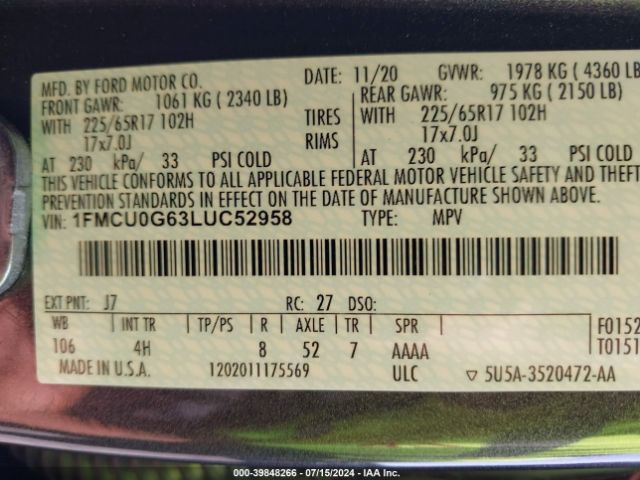 MFD. BY FORD MOTOR CO. DATE: 11/20 GVWR: 1978 KG ( 4360 LB)
FRONT GAWR: 1061 KG ( 2340 LB) REAR GAWR: 975 KG ( 2150 LB)
WITH 225/65R17 102H TIRES WITH 225/65R17 102H
17x7.0J RIMS 17x7.0J
AT 230 kPa/ 33 PSI COLD AT 230 kPa/ 33 PSI COLD
THIS VEHICLE CONFORMS TO ALL APPLICABLE FEDERAL MOTOR VEHICLE SAFETY AND THEFT
PREVENTION STANDARDS IN EFFECT ON THE DATE OF MANUFACTURE SHOWN ABOVE.
VIN: 1FMCU0G63LUC52958 TYPE: MPV
EXT PNT: J7 RC: 27 DSO:
WB INT TR TP/PS R AXLE TR SPR F0152
106 4H 8 52 7 AAAA T0151
MADE IN U.S.A. 1202011175569 ULC ▽ 5U5A-3520472-AA
000-39848266 - 07/15/2024 - IAA Inc.